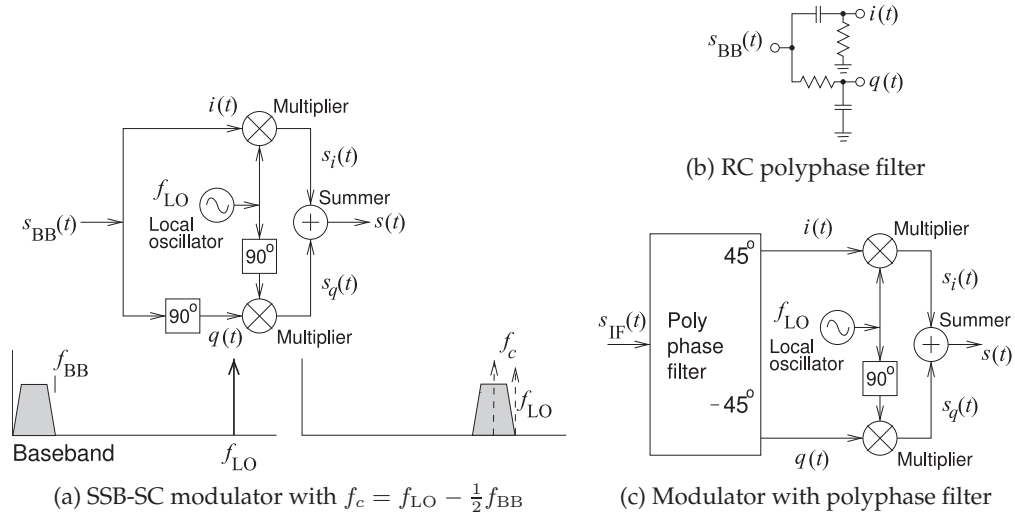 i(t)
Multiplier
s_i(t)
f_LO
Summer
s_BB(t)
Local
oscillator
s(t)
90°
s_q(t)
90°
q(t)
Multiplier
f_BB
f_c
f_LO
Baseband
f_LO
(a) SSB-SC modulator with f_c = f_LO − ½f_BB
i(t)
s_BB(t)
q(t)
(b) RC polyphase filter
i(t)
Multiplier
45°
s_i(t)
s_IF(t)
Poly
phase
filter
f_LO
Local
oscillator
Summer
s(t)
90°
−45°
s_q(t)
q(t)
Multiplier
(c) Modulator with polyphase filter